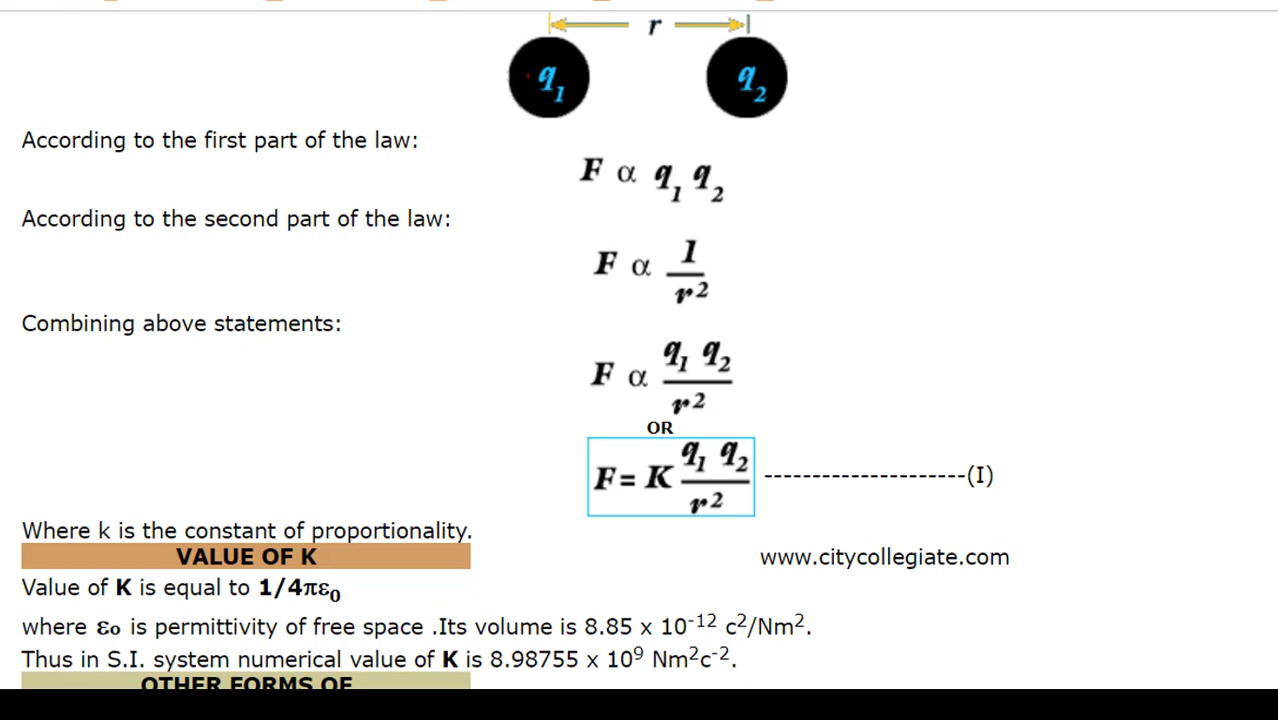 r
q₁ q₂
According to the first part of the law:
F α q₁ q₂
According to the second part of the law:
F α 1/r²
Combining above statements:
F α q₁ q₂/r²
OR
F = K q₁ q₂/r² ---------------------(I)
Where k is the constant of proportionality.
VALUE OF K
www.citycollegiate.com
Value of K is equal to 1/4πε₀
where εₒ is permittivity of free space .Its volume is 8.85 x 10⁻¹² c²/Nm².
Thus in S.I. system numerical value of K is 8.98755 x 10⁹ Nm²c⁻².
OTHER FORMS OF